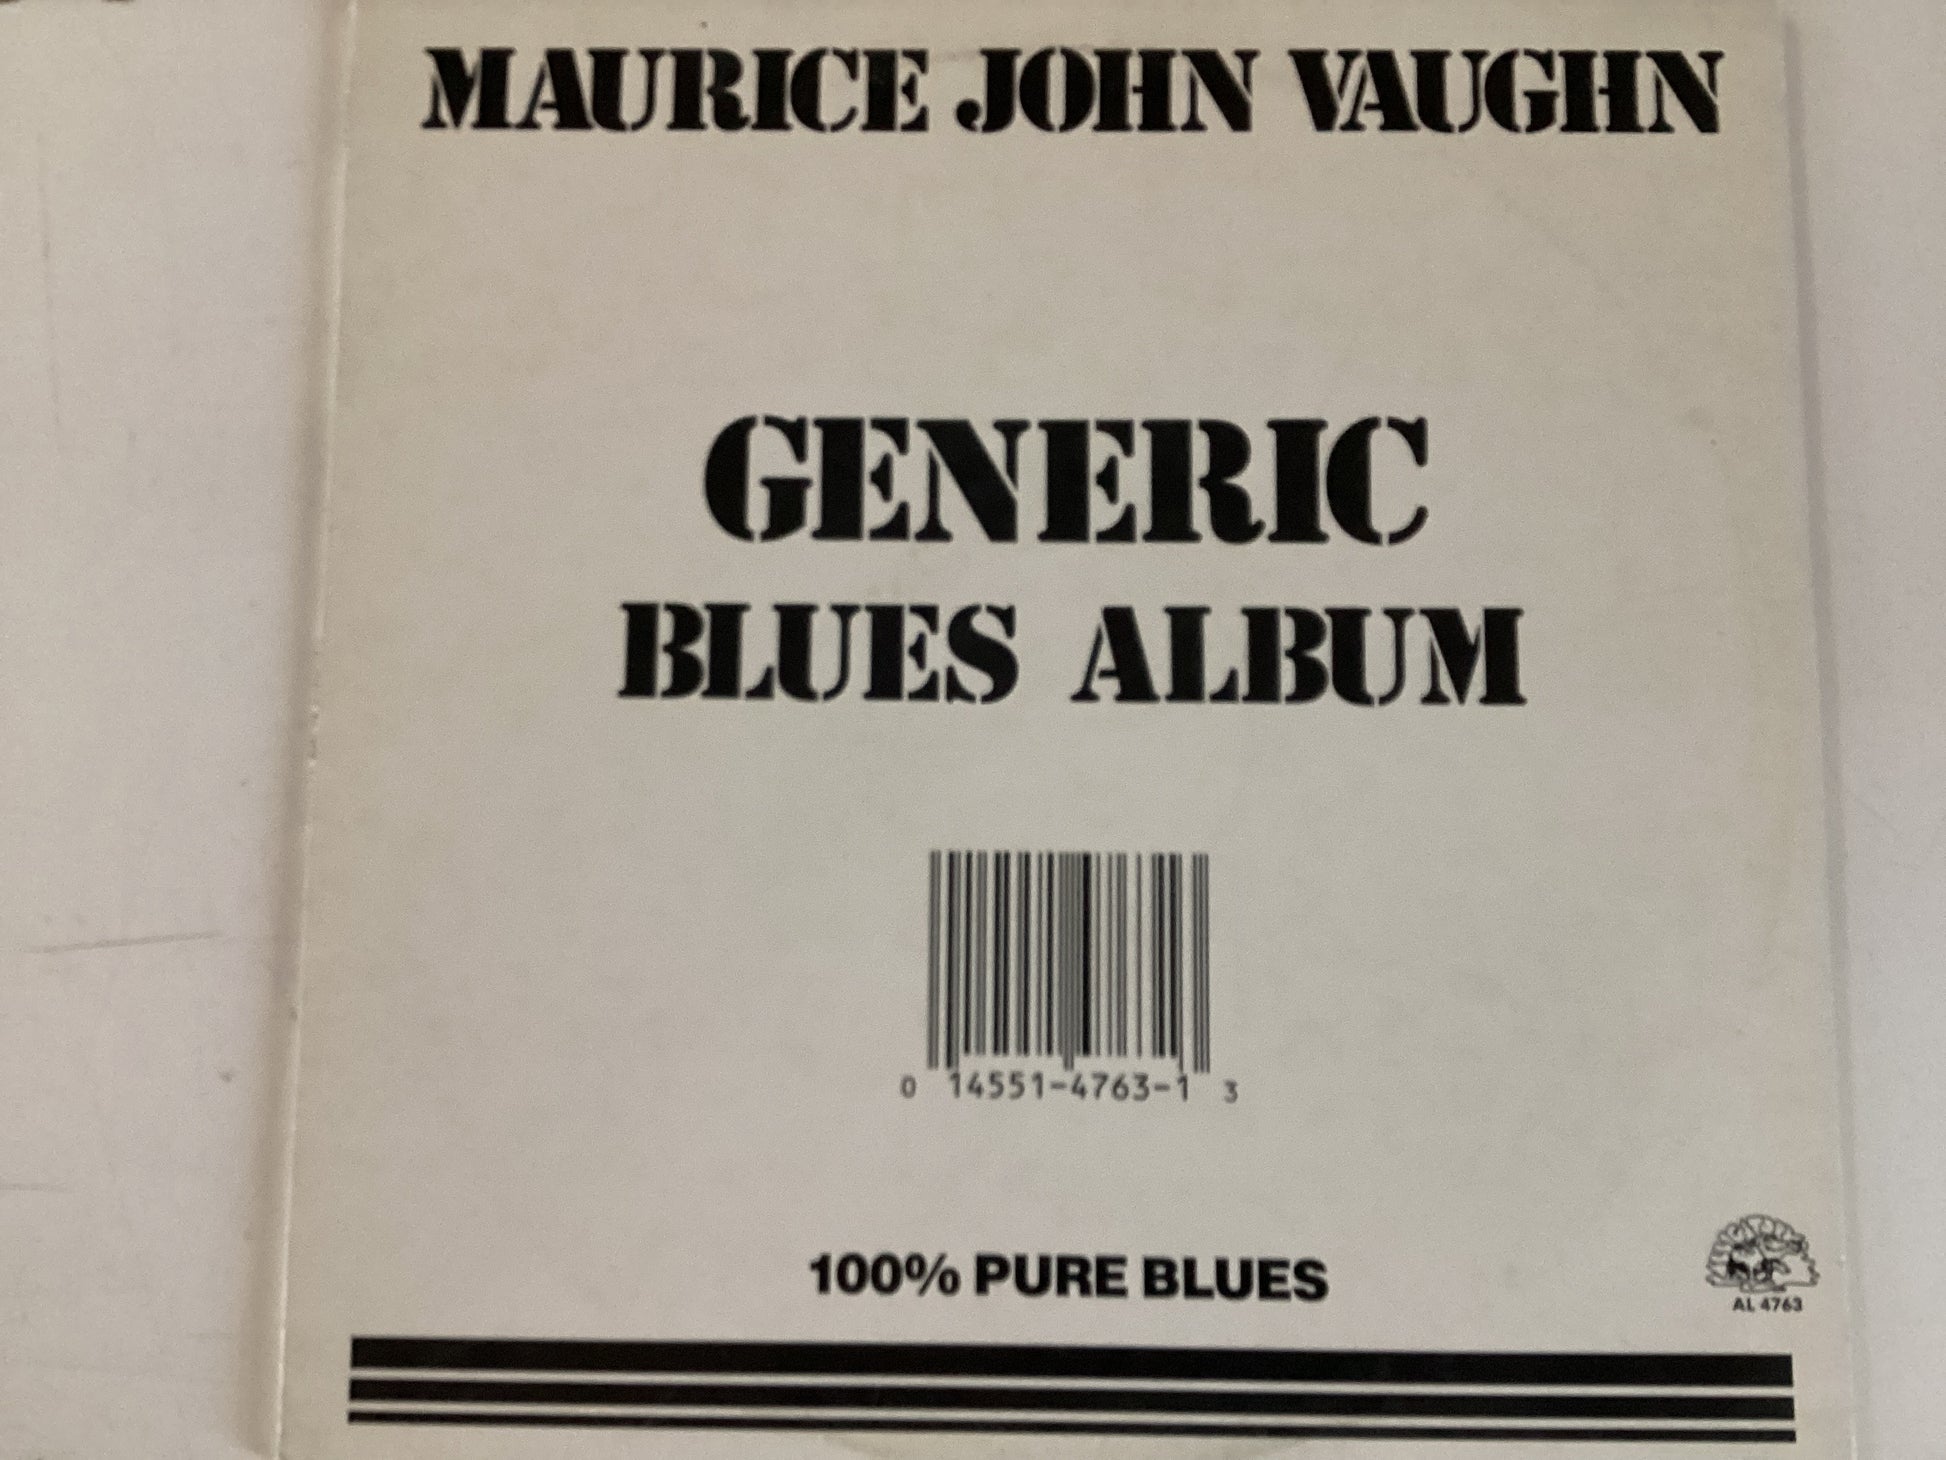 MAURICE JOHN VAUGHN
GENERIC
BLUES ALBUM
0 14551-4763-1 3
100% PURE BLUES
AL 4763